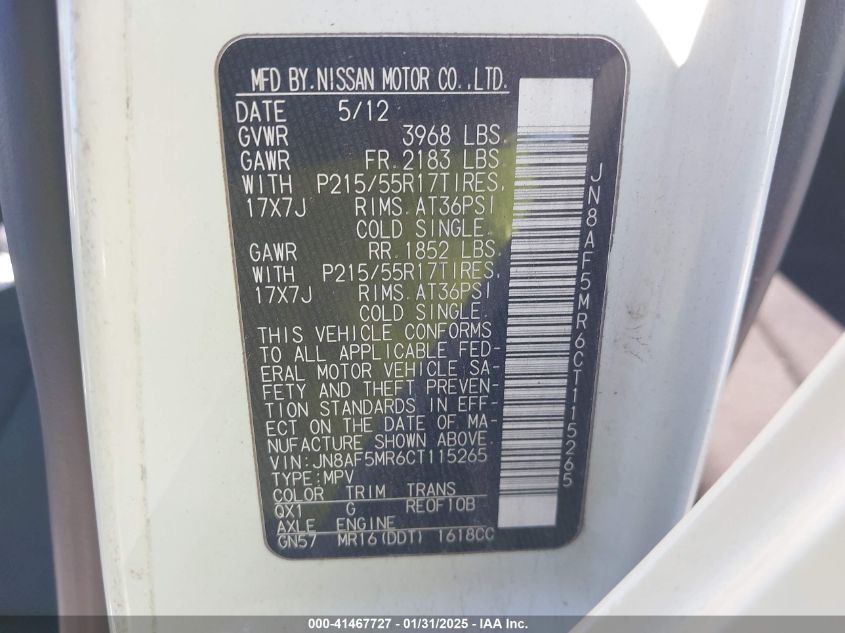 MFD BY.NISSAN MOTOR CO.,LTD.
DATE 5/12
GVWR 3968 LBS
GAWR FR. 2183 LBS.
WITH P215/55R17TIRES,
17X7J RIMS. AT36PSI
COLD SINGLE.
GAWR RR. 1852 LBS
WITH P215/55R17TIRES,
17X7J RIMS. AT36PSI
COLD SINGLE.
THIS VEHICLE CONFORMS
TO ALL APPLICABLE FED-
ERAL MOTOR VEHICLE SA-
FETY AND THEFT PREVEN-
TION STANDARDS IN EFF-
ECT ON THE DATE OF MA-
NUFACTURE SHOWN ABOVE.
VIN:JN8AF5MR6CT115265
TYPE:MPV
COLOR TRIM TRANS
QX1 G RE0F10B
AXLE ENGINE
GN57 MR16(DDT) 1618CC
JN8AF5MR6CT115265
000-41467727 - 01/31/2025 - IAA Inc.